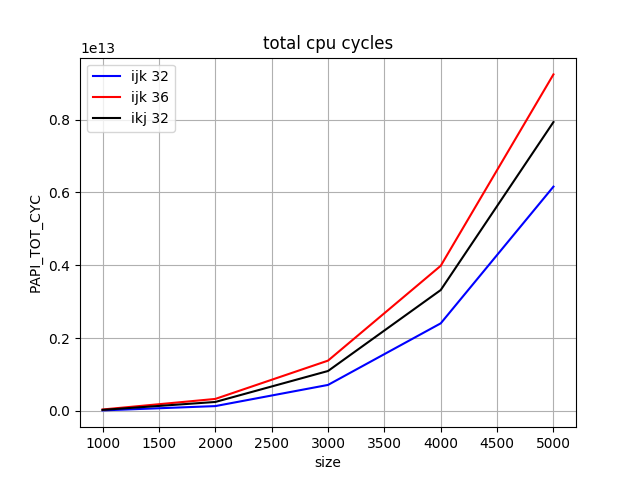 total cpu cycles
1e13
ijk 32
ijk 36
ikj 32
PAPI_TOT_CYC
0.8
0.6
0.4
0.2
0.0
1000 1500 2000 2500 3000 3500 4000 4500 5000
size